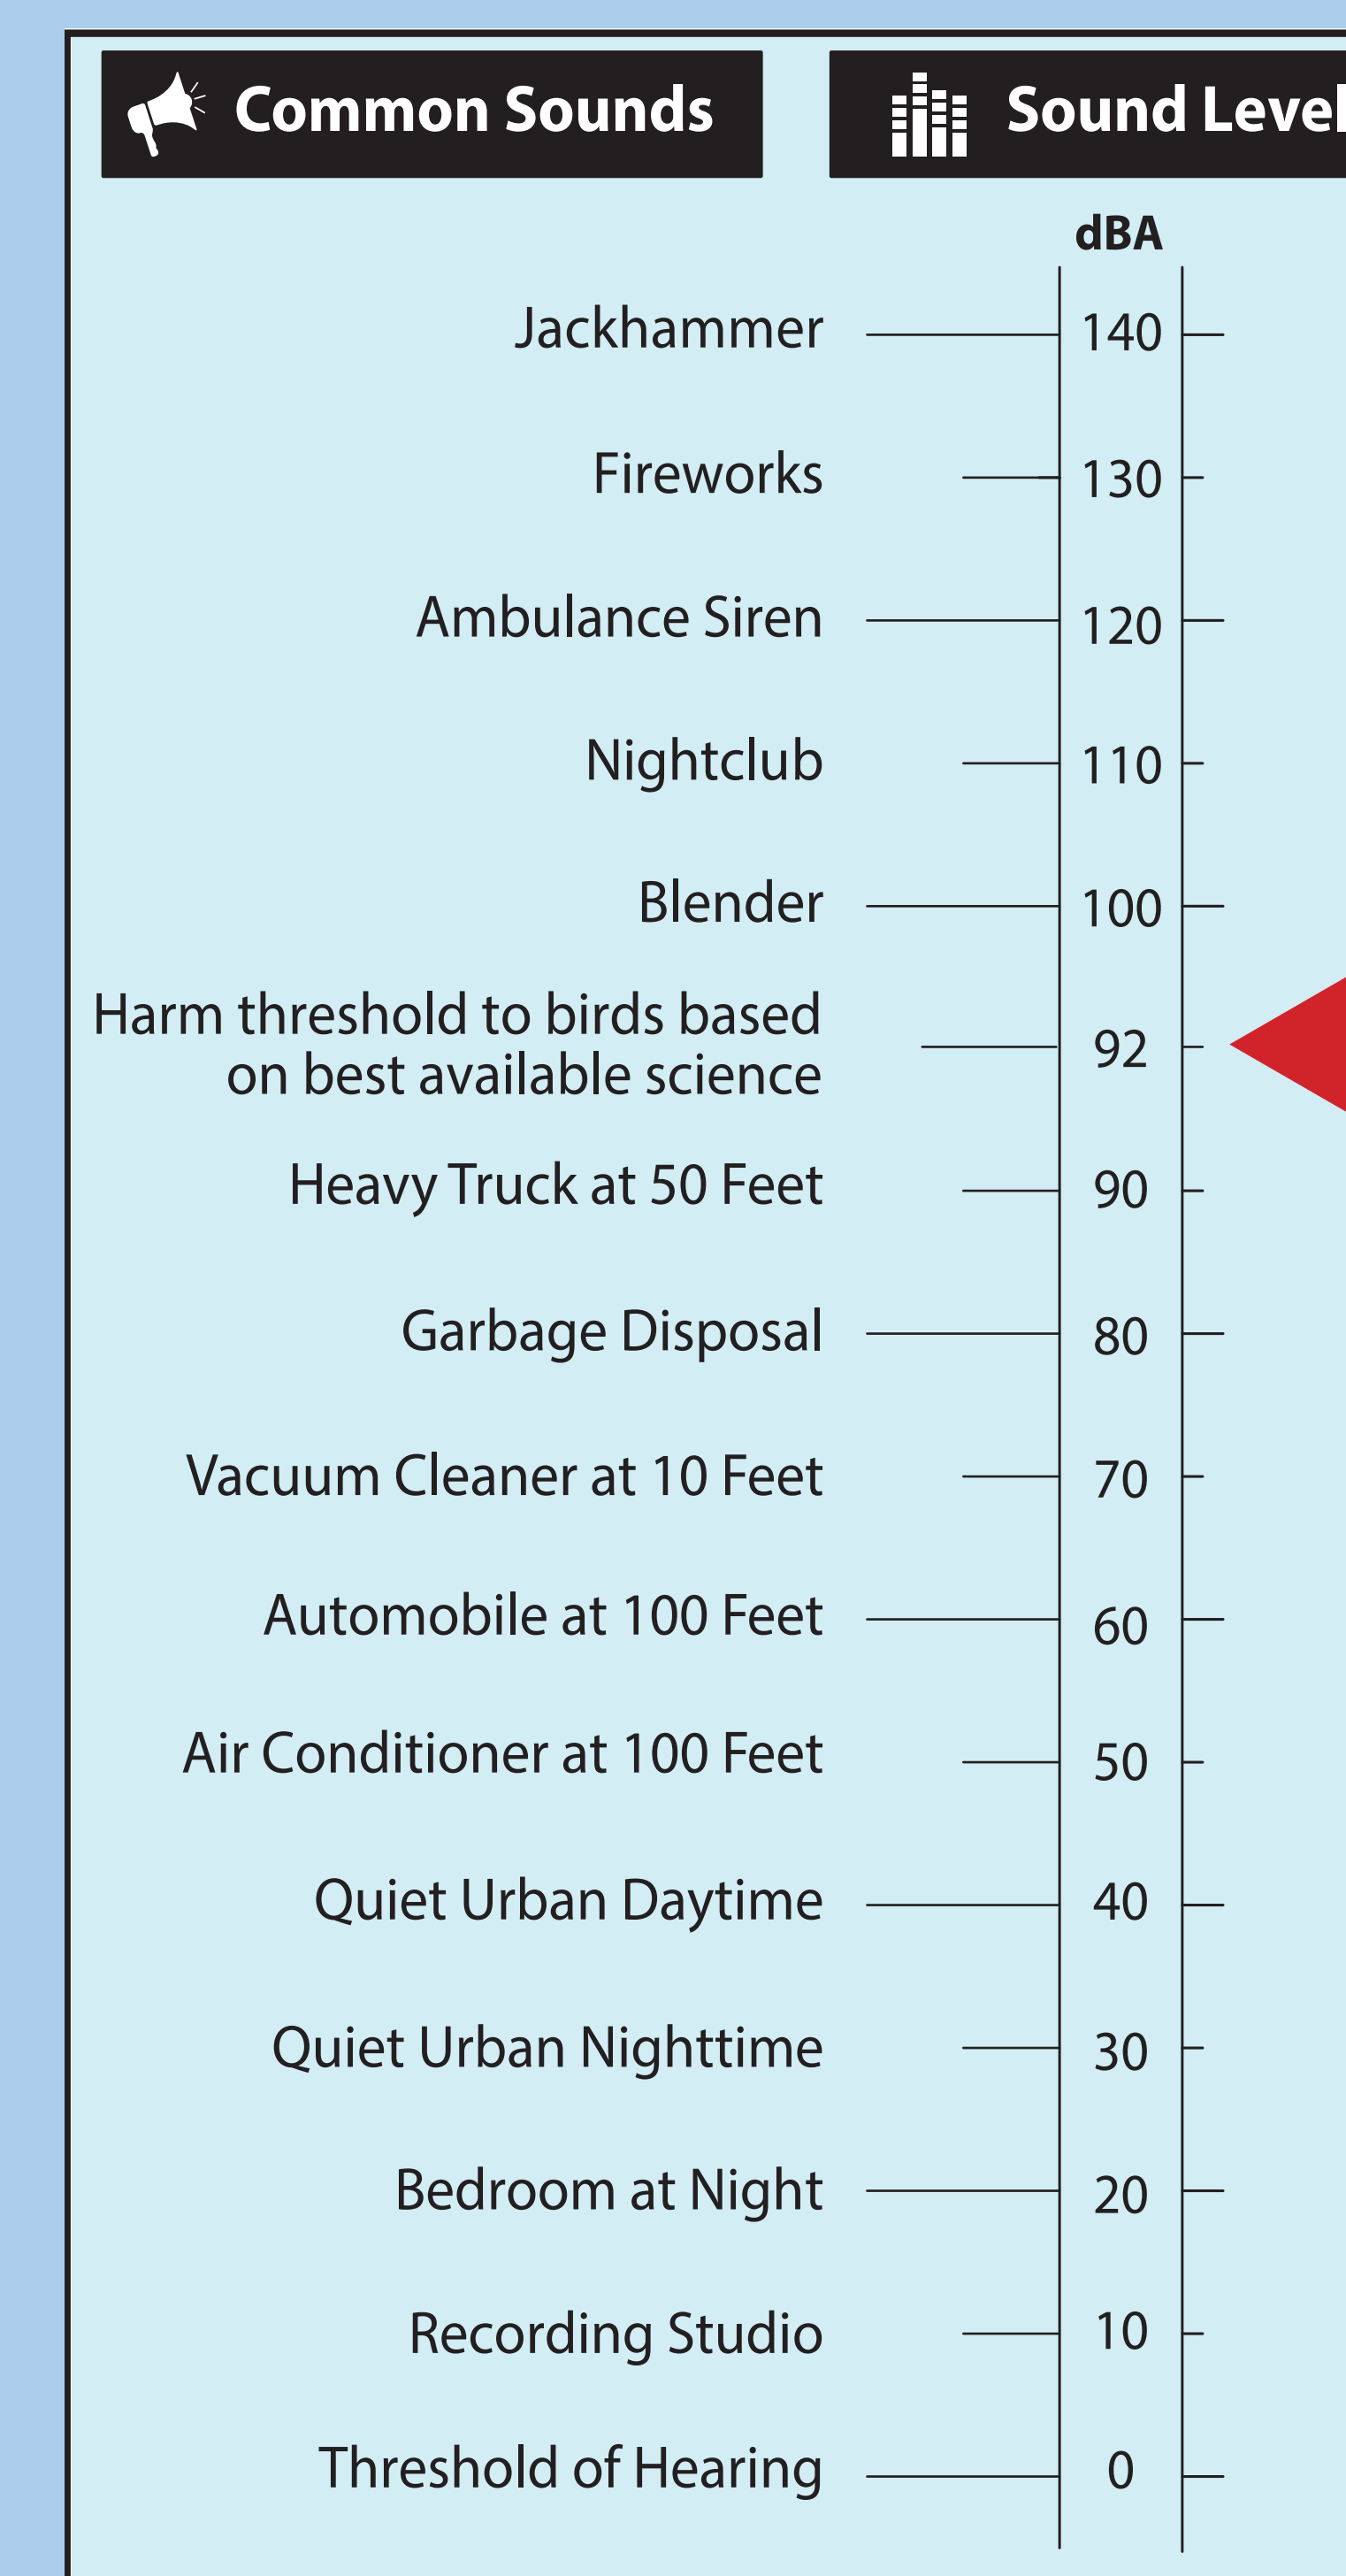 Common Sounds
Sound Level
dBA
Jackhammer 140
Fireworks 130
Ambulance Siren 120
Nightclub 110
Blender 100
Harm threshold to birds based
on best available science 92
Heavy Truck at 50 Feet 90
Garbage Disposal 80
Vacuum Cleaner at 10 Feet 70
Automobile at 100 Feet 60
Air Conditioner at 100 Feet 50
Quiet Urban Daytime 40
Quiet Urban Nighttime 30
Bedroom at Night 20
Recording Studio 10
Threshold of Hearing 0